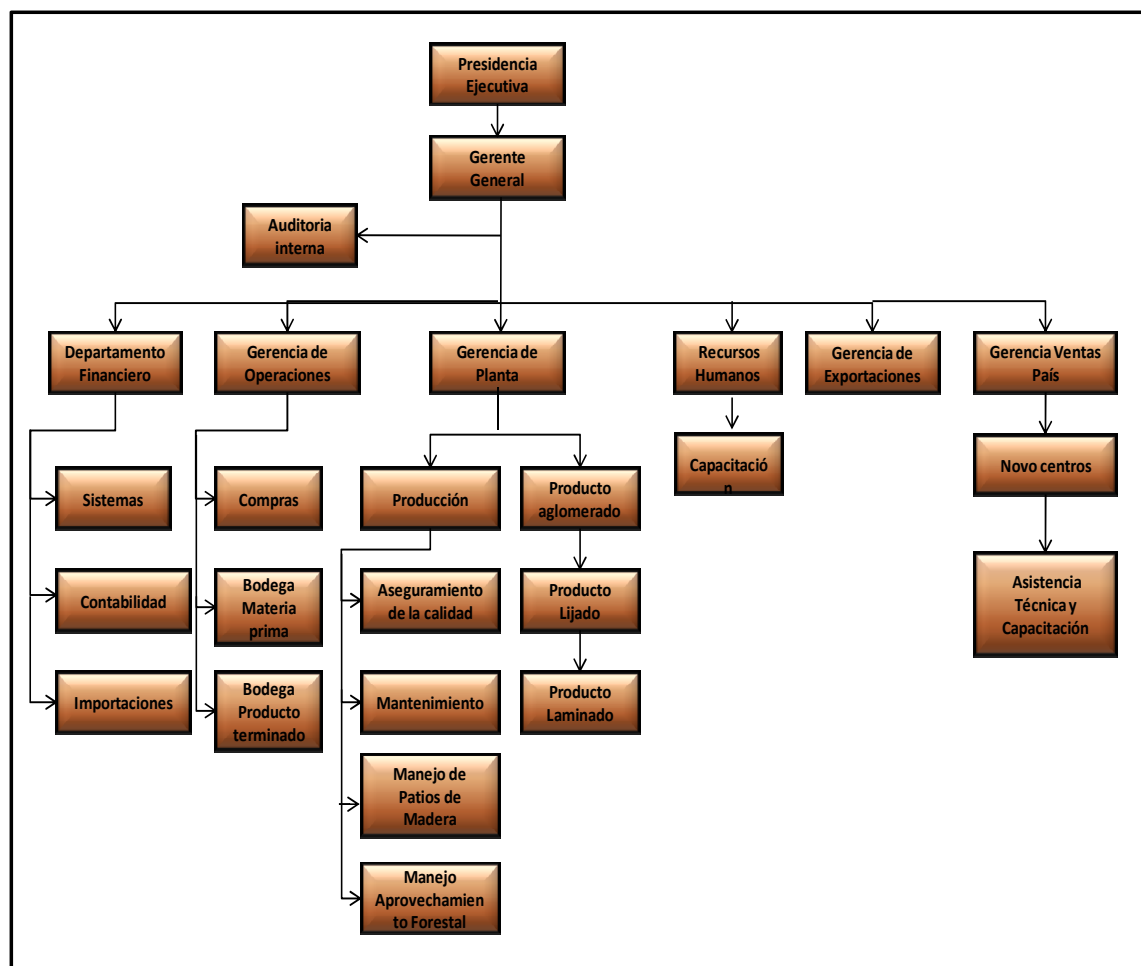 Presidencia
Ejecutiva
Gerente
General
Auditoria
interna
Departamento
Financiero
Gerencia de
Operaciones
Gerencia de
Planta
Recursos
Humanos
Gerencia de
Exportaciones
Gerencia Ventas
País
Capacitació
n
Novo centros
Sistemas
Compras
Producción
Producto
aglomerado
Contabilidad
Bodega
Materia
prima
Aseguramiento
de la calidad
Producto
Lijado
Asistencia
Técnica y
Capacitación
Importaciones
Bodega
Producto
terminado
Mantenimiento
Producto
Laminado
Manejo de
Patios de
Madera
Manejo
Aprovechamien
to Forestal